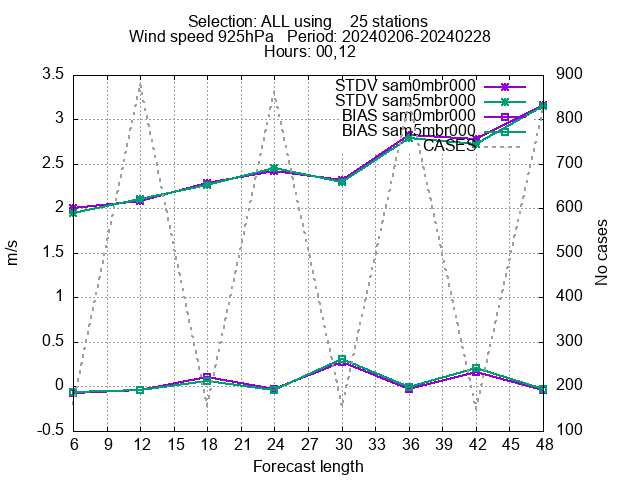 Selection: ALL using    25 stations
Wind speed 925hPa   Period: 20240206-20240228
Hours: 00,12
STDV sam0mbr000
STDV sam5mbr000
BIAS sam0mbr000
BIAS sam5mbr000
CASES
m/s
3.5
3
2.5
2
1.5
1
0.5
0
-0.5
No cases
900
800
700
600
500
400
300
200
100
6 9 12 15 18 21 24 27 30 33 36 39 42 45 48
Forecast length